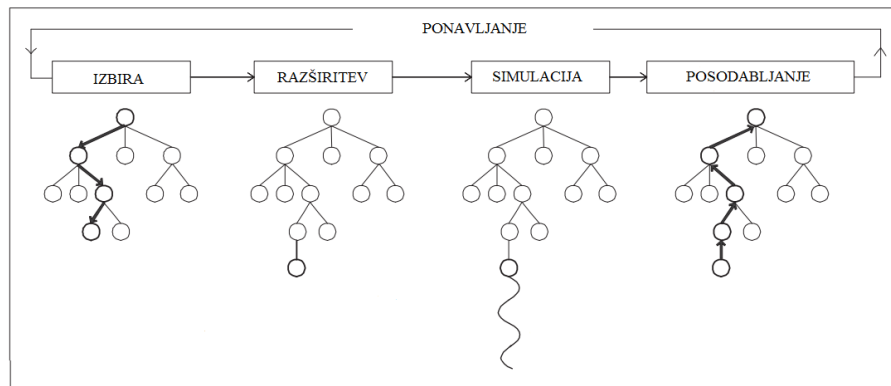 PONAVLJANJE
IZBIRA
RAZŠIRITEV
SIMULACIJA
POSODABLJANJE